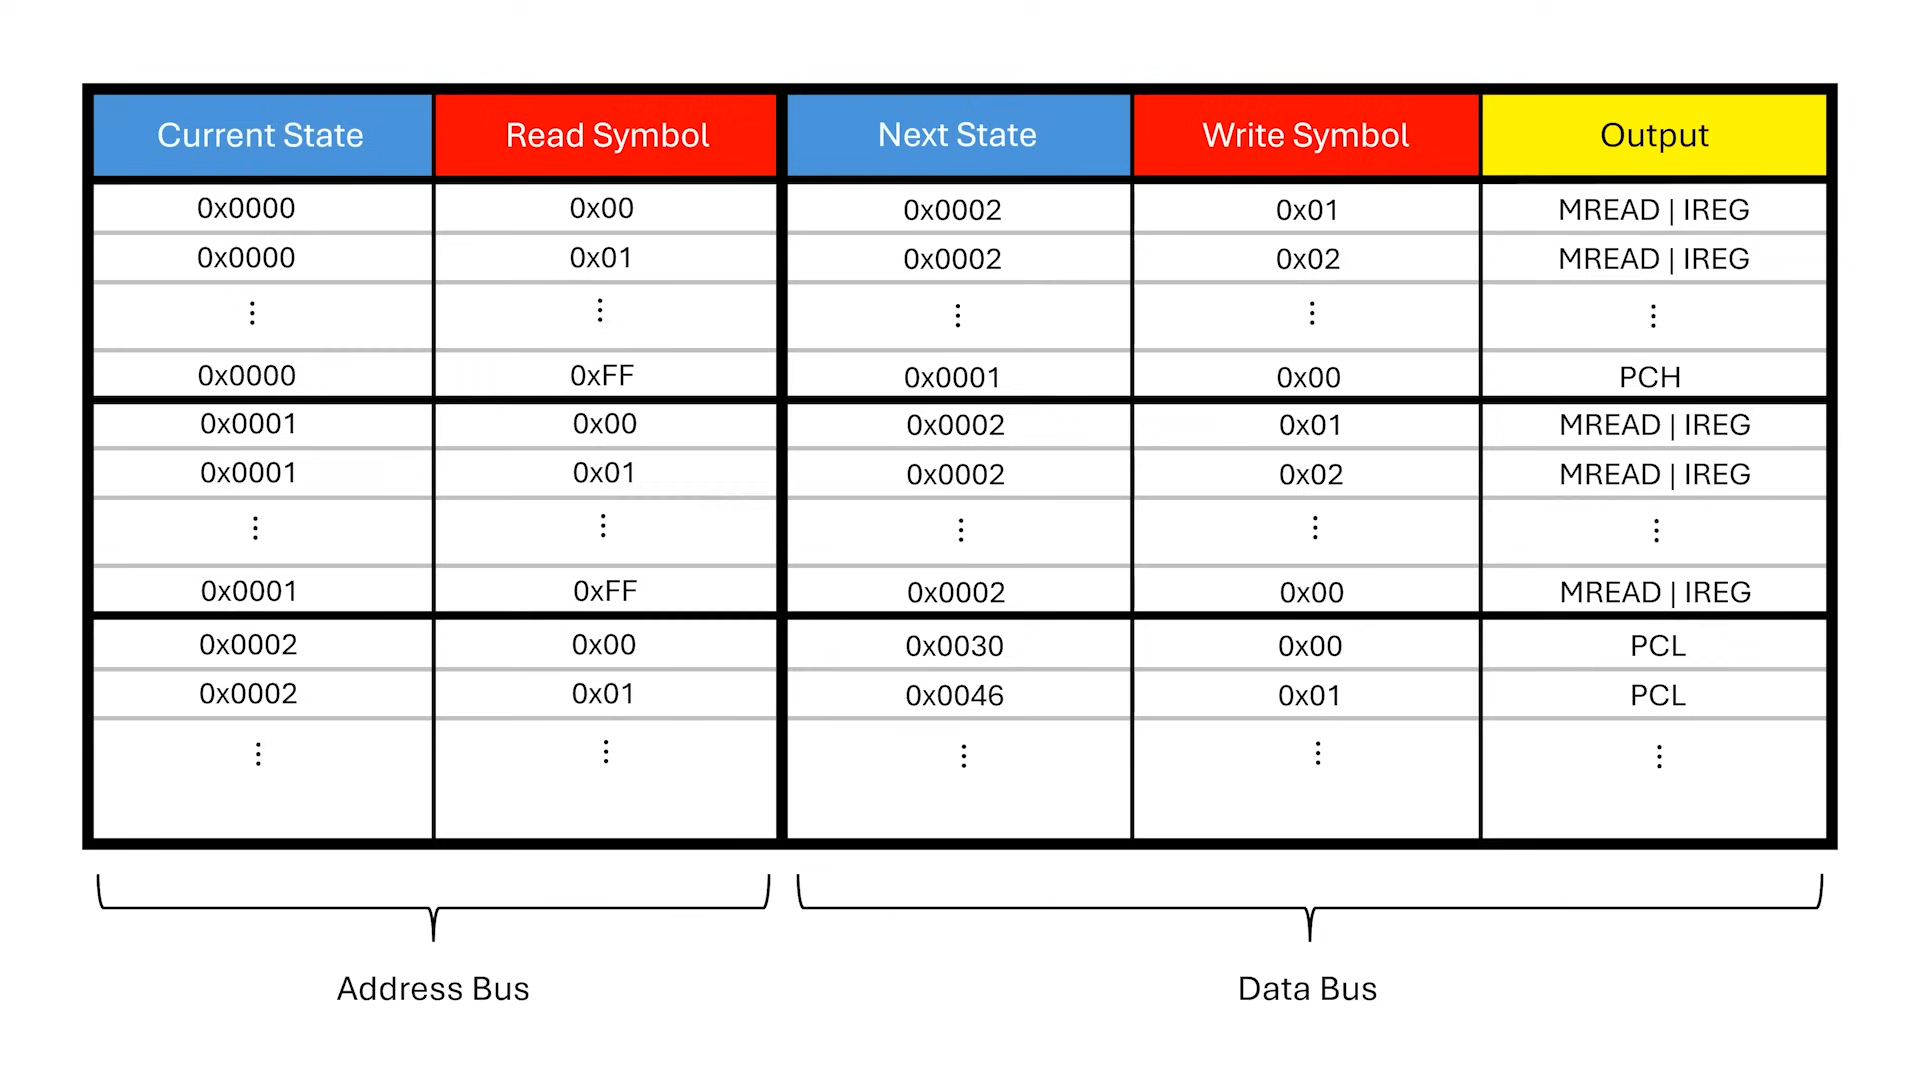 Current State Read Symbol Next State Write Symbol Output
0x0000 0x00 0x0002 0x01 MREAD | IREG
0x0000 0x01 0x0002 0x02 MREAD | IREG
⋮ ⋮ ⋮ ⋮ ⋮
0x0000 0xFF 0x0001 0x00 PCH
0x0001 0x00 0x0002 0x01 MREAD | IREG
0x0001 0x01 0x0002 0x02 MREAD | IREG
⋮ ⋮ ⋮ ⋮ ⋮
0x0001 0xFF 0x0002 0x00 MREAD | IREG
0x0002 0x00 0x0030 0x00 PCL
0x0002 0x01 0x0046 0x01 PCL
⋮ ⋮ ⋮ ⋮ ⋮
Address Bus Data Bus